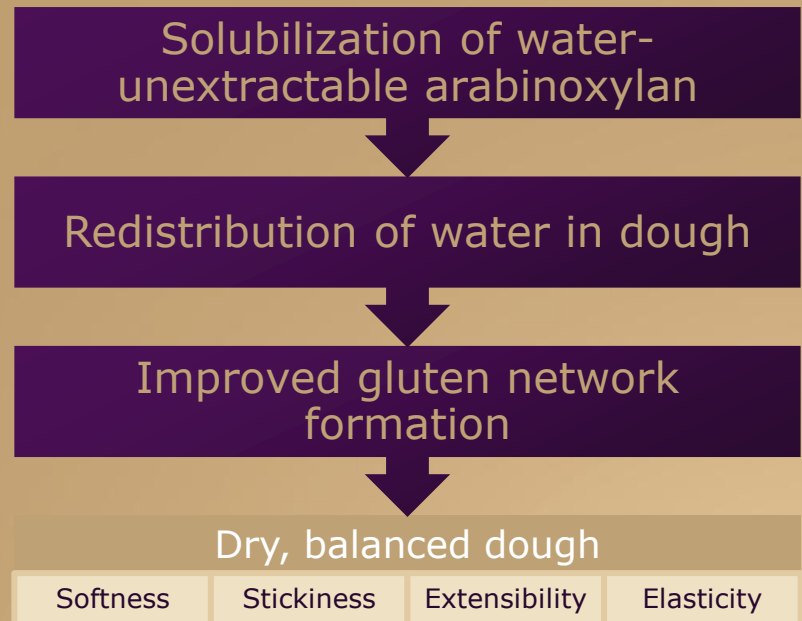 Solubilization of water-
unextractable arabinoxylan
Redistribution of water in dough
Improved gluten network
formation
Dry, balanced dough
Softness Stickiness Extensibility Elasticity